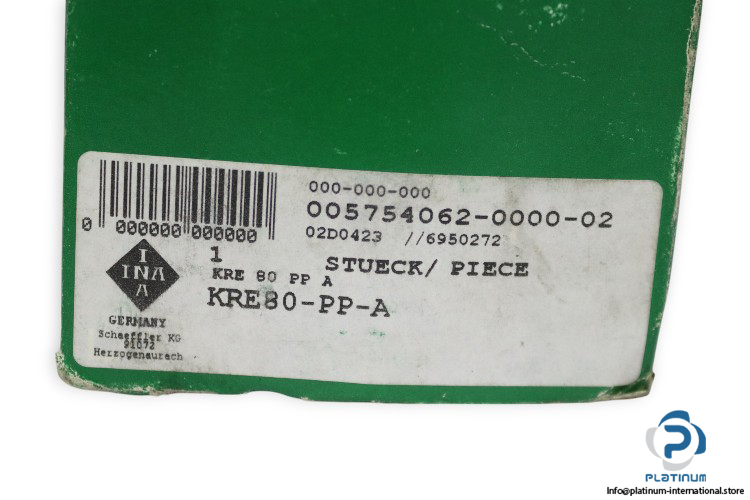 000-000-000
005754062-0000-02
02D0423 //6950272
0 000000 000000
1 STUECK/ PIECE
KRE 80 PP A
KRE80-PP-A
I
INA
A
GERMANY
Schaeffler KG
91072
Herzogenaurach
PLATINUM
INTERNATIONAL
Info@platinum-international.store